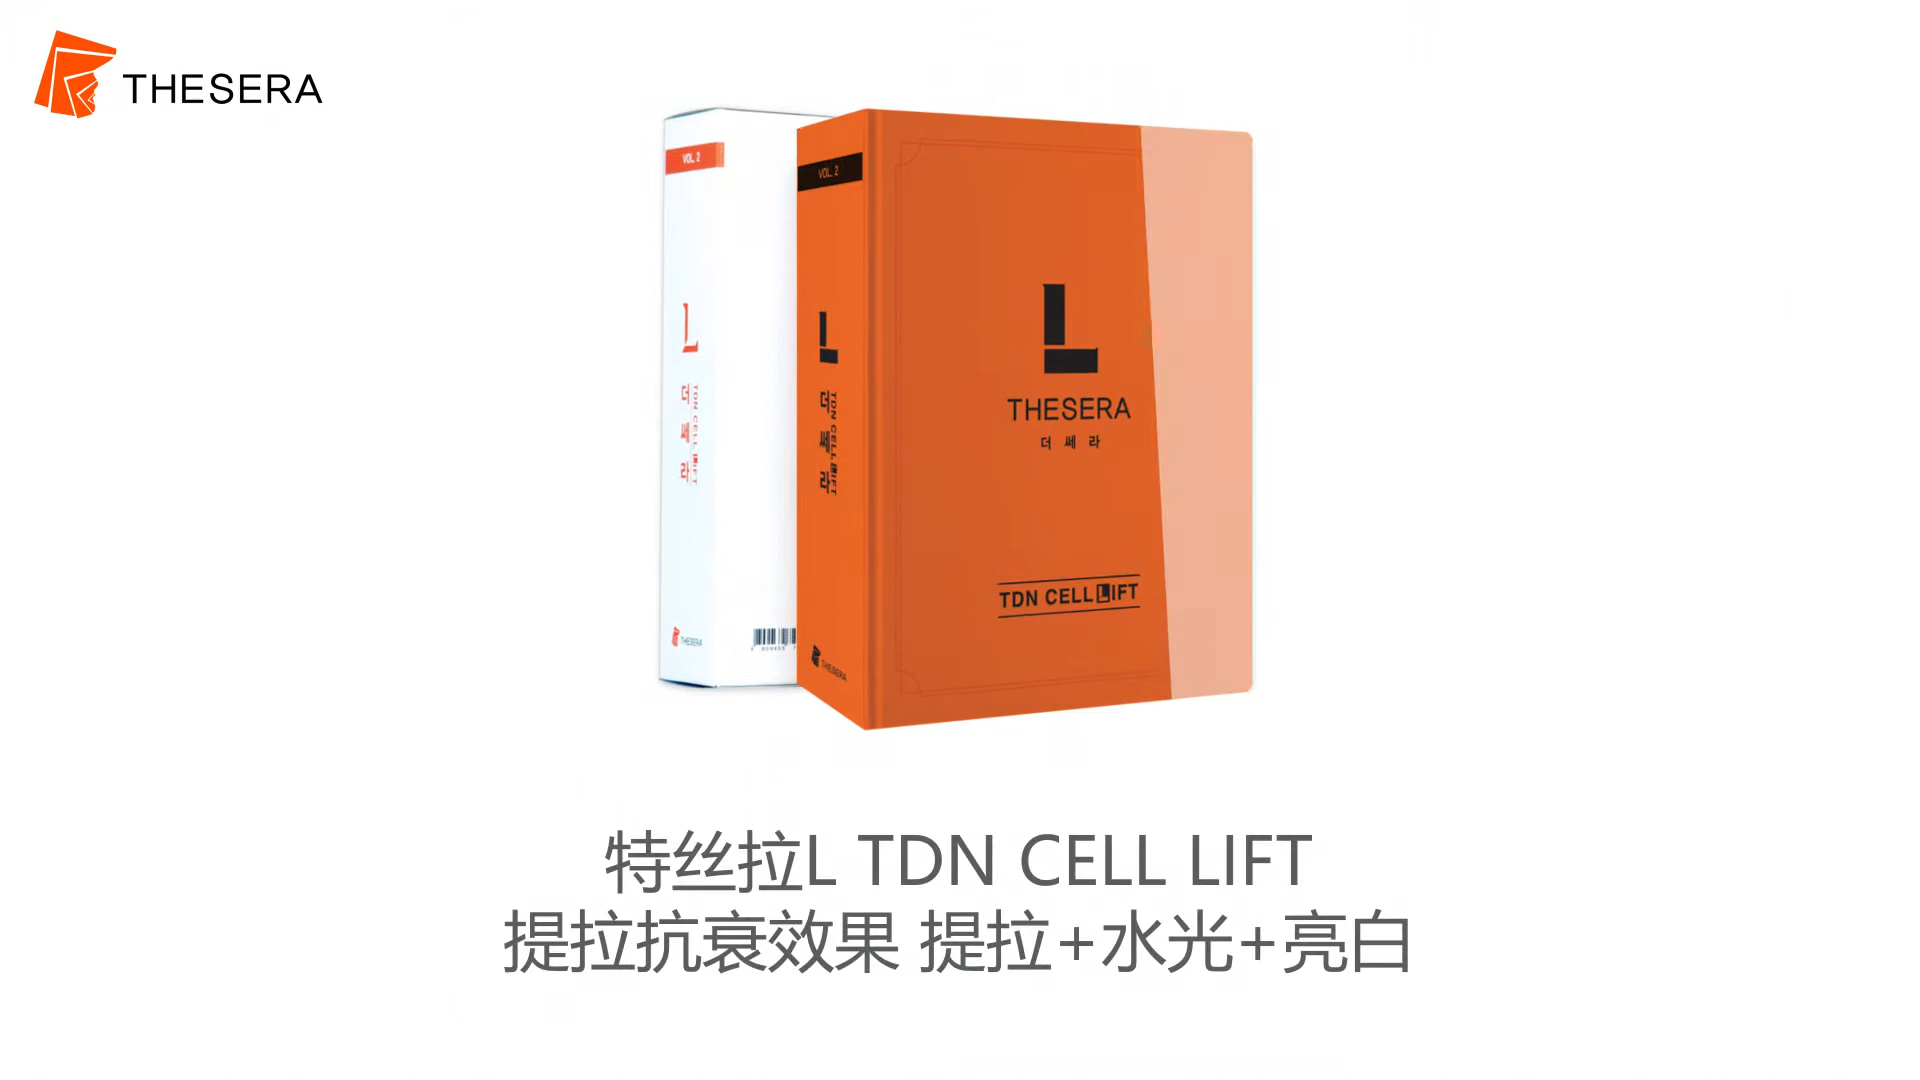 THESERA
VOL. 2
L
더쎄라
TDN CELL LIFT
THESERA
VOL. 2
L
더쎄라
TDN CELL LIFT
THESERA
L
THESERA
더 쎄 라
TDN CELL LIFT
特丝拉L TDN CELL LIFT
提拉抗衰效果 提拉+水光+亮白